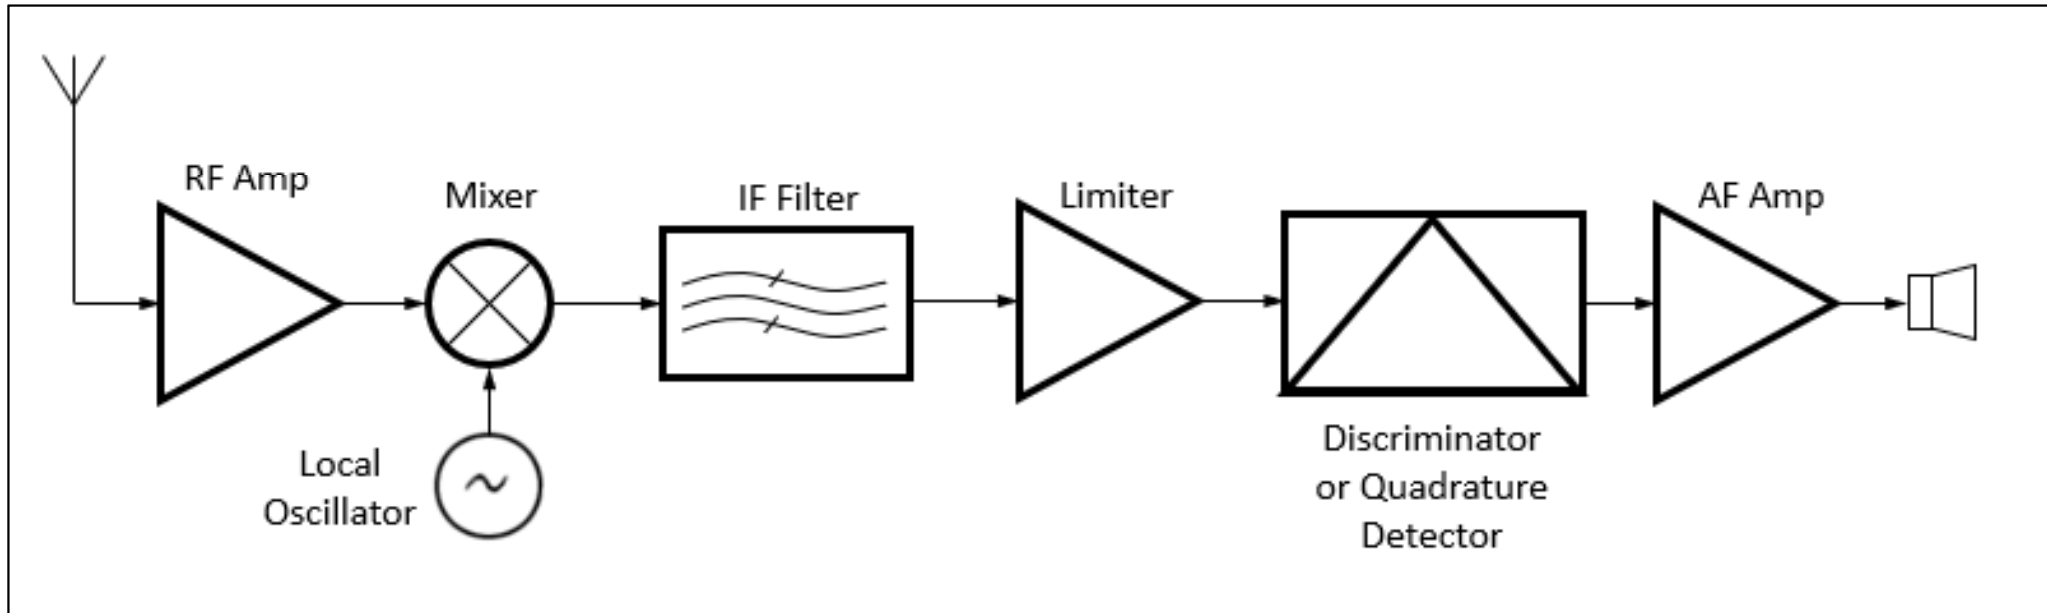 RF Amp
Mixer
IF Filter
Limiter
AF Amp
Local
Oscillator
Discriminator
or Quadrature
Detector